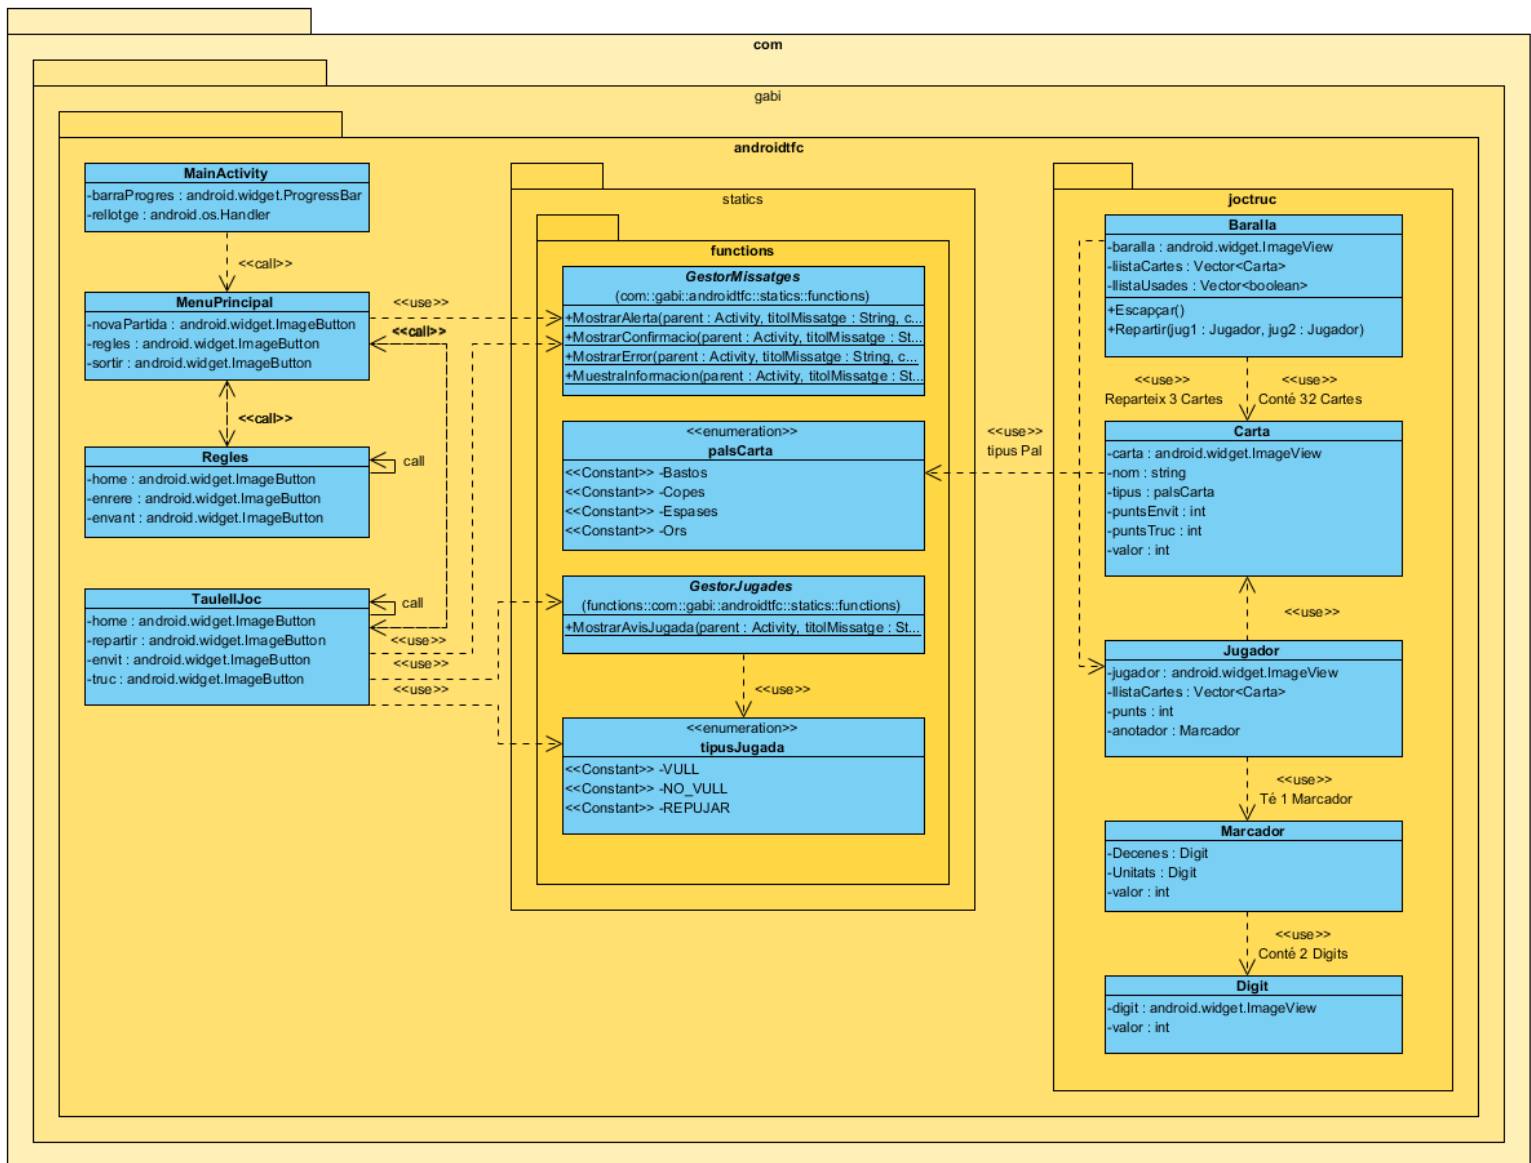 com
gabi
androidtfc
MainActivity
-barraProgres : android.widget.ProgressBar
-rellotge : android.os.Handler
<<call>>
MenuPrincipal
-novaPartida : android.widget.ImageButton
-regles : android.widget.ImageButton
-sortir : android.widget.ImageButton
<<use>>
<<call>>
<<call>>
Regles
-home : android.widget.ImageButton
-enrere : android.widget.ImageButton
-envant : android.widget.ImageButton
call
TaulellJoc
-home : android.widget.ImageButton
-repartir : android.widget.ImageButton
-envit : android.widget.ImageButton
-truc : android.widget.ImageButton
call
<<use>>
<<use>>
<<use>>
statics
functions
GestorMissatges
(com::gabi::androidtfc::statics::functions)
+MostrarAlerta(parent : Activity, titolMissatge : String, c...
+MostrarConfirmacio(parent : Activity, titolMissatge : St...
+MostrarError(parent : Activity, titolMissatge : String, c...
+MuestraInformacion(parent : Activity, titolMissatge : St...
<<enumeration>>
palsCarta
<<Constant>> -Bastos
<<Constant>> -Copes
<<Constant>> -Espases
<<Constant>> -Ors
GestorJugades
(functions::com::gabi::androidtfc::statics::functions)
+MostrarAvisJugada(parent : Activity, titolMissatge : St...
<<use>>
<<enumeration>>
tipusJugada
<<Constant>> -VULL
<<Constant>> -NO_VULL
<<Constant>> -REPUJAR
<<use>>
tipus Pal
joctruc
Baralla
-baralla : android.widget.ImageView
-llistaCartes : Vector<Carta>
-llistaUsades : Vector<boolean>
+Escapçar()
+Repartir(jug1 : Jugador, jug2 : Jugador)
<<use>>
Reparteix 3 Cartes
<<use>>
Conté 32 Cartes
Carta
-carta : android.widget.ImageView
-nom : string
-tipus : palsCarta
-puntsEnvit : int
-puntsTruc : int
-valor : int
<<use>>
Jugador
-jugador : android.widget.ImageView
-llistaCartes : Vector<Carta>
-punts : int
-anotador : Marcador
<<use>>
Té 1 Marcador
Marcador
-Decenes : Digit
-Unitats : Digit
-valor : int
<<use>>
Conté 2 Digits
Digit
-digit : android.widget.ImageView
-valor : int